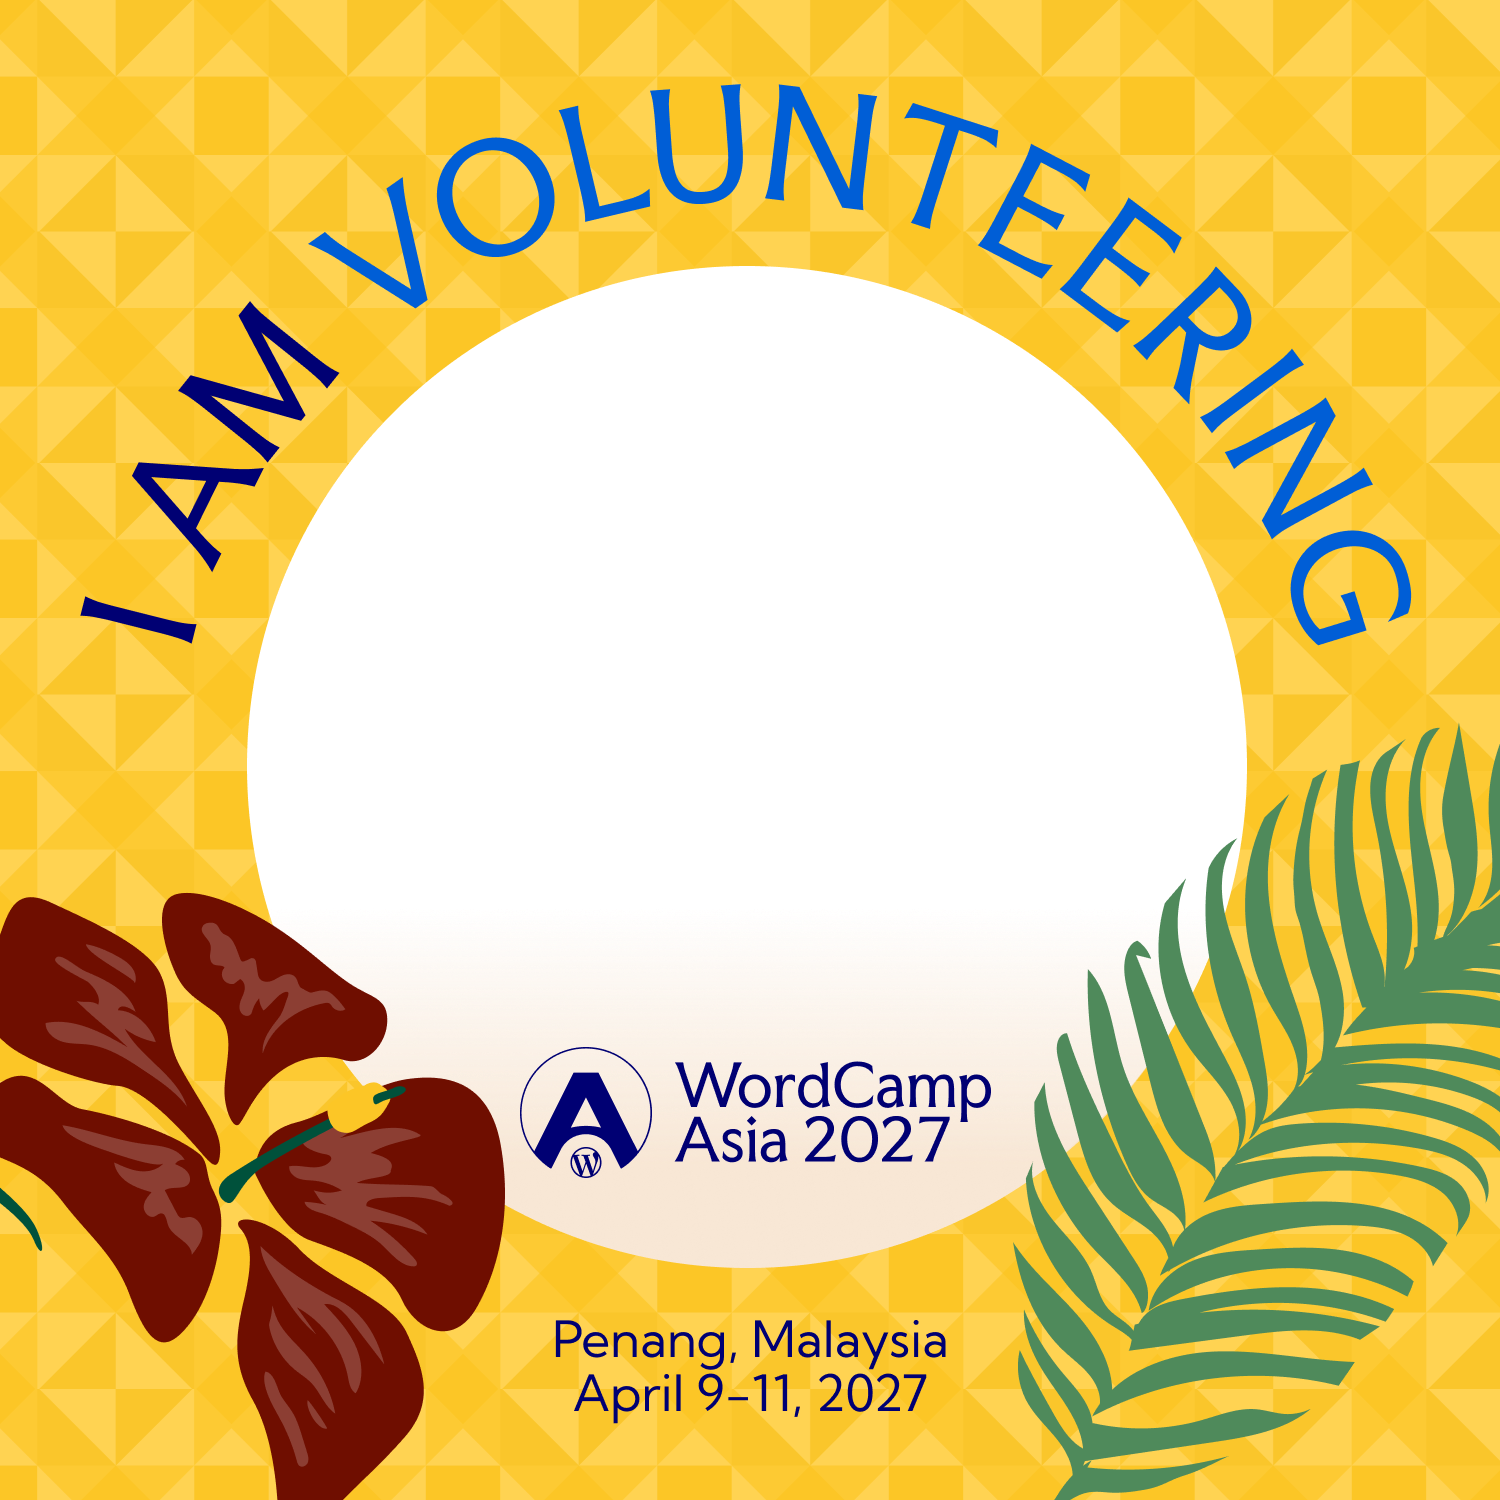 I AM VOLUNTEERING
WordCamp
Asia 2027
Penang, Malaysia
April 9–11, 2027